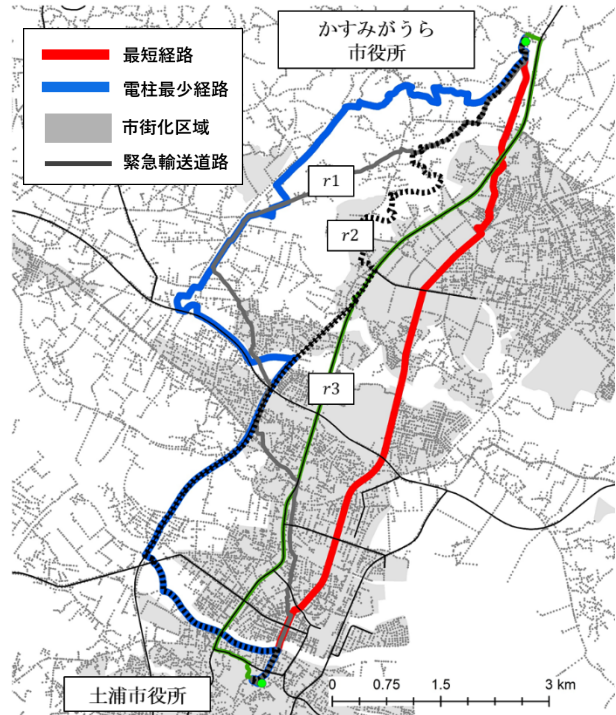 かすみがうら
市役所
最短経路
電柱最少経路
市街化区域
緊急輸送道路
r1
r2
r3
土浦市役所
0 0.75 1.5 3 km